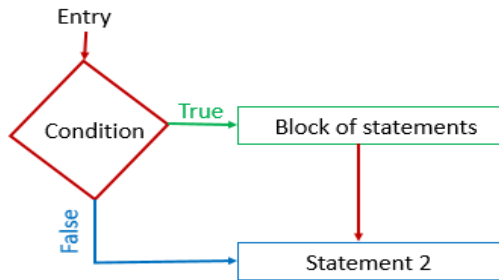 Entry
True
Condition
Block of statements
False
Statement 2